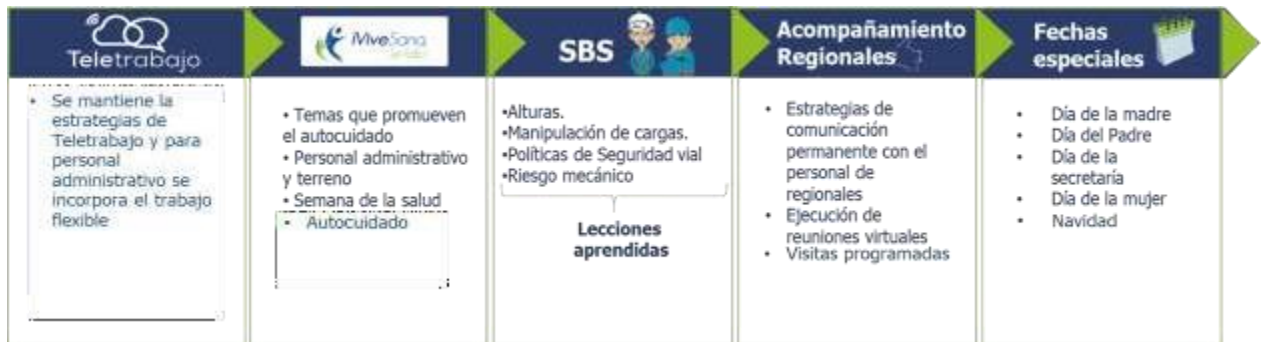 Teletrabajo
• Se mantiene la
estrategias de
Teletrabajo y para
personal
administrativo se
incorpora el trabajo
flexible
ViveSana
• Temas que promueven
el autocuidado
• Personal administrativo
y terreno
• Semana de la salud
• Autocuidado
SBS
•Alturas.
•Manipulación de cargas.
•Políticas de Seguridad vial
•Riesgo mecánico
Lecciones
aprendidas
Acompañamiento
Regionales
• Estrategias de
comunicación
permanente con el
personal de
regionales
• Ejecución de
reuniones virtuales
• Visitas programadas
Fechas
especiales
• Día de la madre
• Día del Padre
• Día de la
secretaría
• Día de la mujer
• Navidad